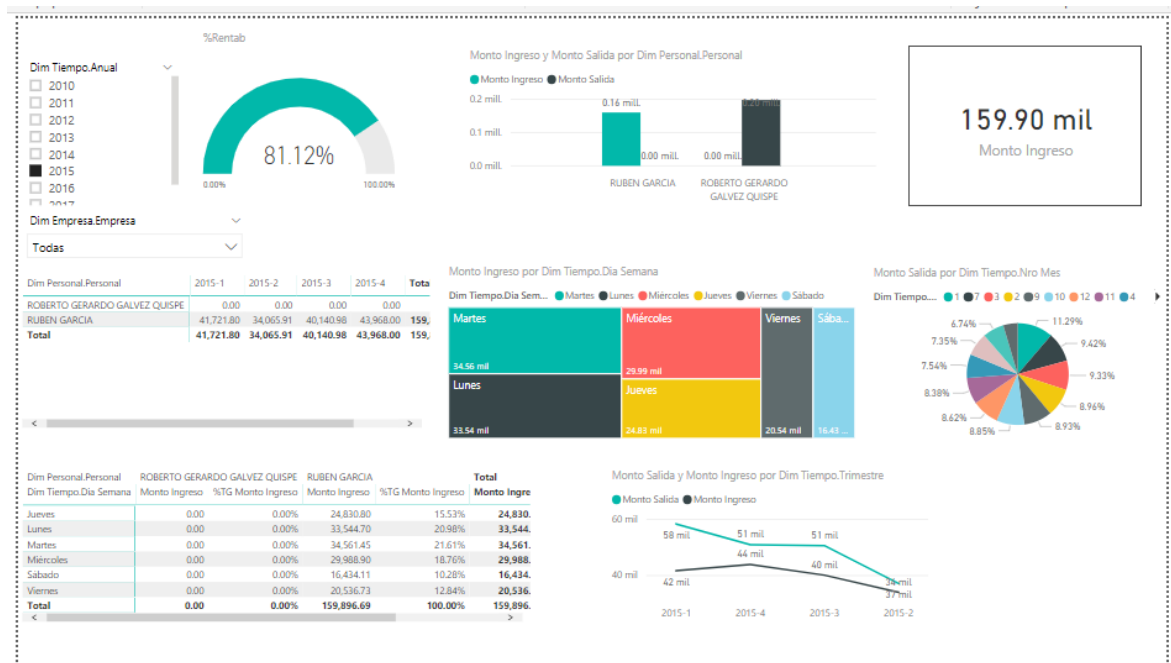 %Rentab
Dim Tiempo.Anual
2010
2011
2012
2013
2014
2015
2016
2017
81.12%
0.00%
100.00%
Monto Ingreso y Monto Salida por Dim Personal.Personal
Monto Ingreso Monto Salida
0.2 mill.
0.1 mill.
0.0 mill.
0.16 mill.
0.00 mill.
0.00 mill.
0.20 mill.
RUBEN GARCIA
ROBERTO GERARDO
GALVEZ QUISPE
159.90 mil
Monto Ingreso
Dim Empresa.Empresa
Todas
Dim Personal.Personal 2015-1 2015-2 2015-3 2015-4 Tota
ROBERTO GERARDO GALVEZ QUISPE 0.00 0.00 0.00 0.00
RUBEN GARCIA 41,721.80 34,065.91 40,140.98 43,968.00 159,
Total 41,721.80 34,065.91 40,140.98 43,968.00 159,
Monto Ingreso por Dim Tiempo.Dia Semana
Dim Tiempo.Dia Sem... Martes Lunes Miércoles Jueves Viernes Sábado
Martes
34.56 mil
Lunes
33.54 mil
Miércoles
29.99 mil
Jueves
24.83 mil
Viernes
20.54 mil
Sába...
16.43 ...
Monto Salida por Dim Tiempo.Nro Mes
Dim Tiempo.... 1 7 3 2 9 10 12 11 4
11.29%
9.42%
9.33%
8.96%
8.93%
8.85%
8.62%
8.38%
7.54%
7.35%
6.74%
Dim Personal.Personal ROBERTO GERARDO GALVEZ QUISPE RUBEN GARCIA Total
Dim Tiempo.Dia Semana Monto Ingreso %TG Monto Ingreso Monto Ingreso %TG Monto Ingreso Monto Ingre
Jueves 0.00 0.00% 24,830.80 15.53% 24,830.
Lunes 0.00 0.00% 33,544.70 20.98% 33,544.
Martes 0.00 0.00% 34,561.45 21.61% 34,561.
Miércoles 0.00 0.00% 29,988.90 18.76% 29,988.
Sábado 0.00 0.00% 16,434.11 10.28% 16,434.
Viernes 0.00 0.00% 20,536.73 12.84% 20,536.
Total 0.00 0.00% 159,896.69 100.00% 159,896.
Monto Salida y Monto Ingreso por Dim Tiempo.Trimestre
Monto Salida Monto Ingreso
60 mil
40 mil
58 mil
51 mil
51 mil
44 mil
40 mil
42 mil
34 mil
37 mil
2015-1 2015-4 2015-3 2015-2